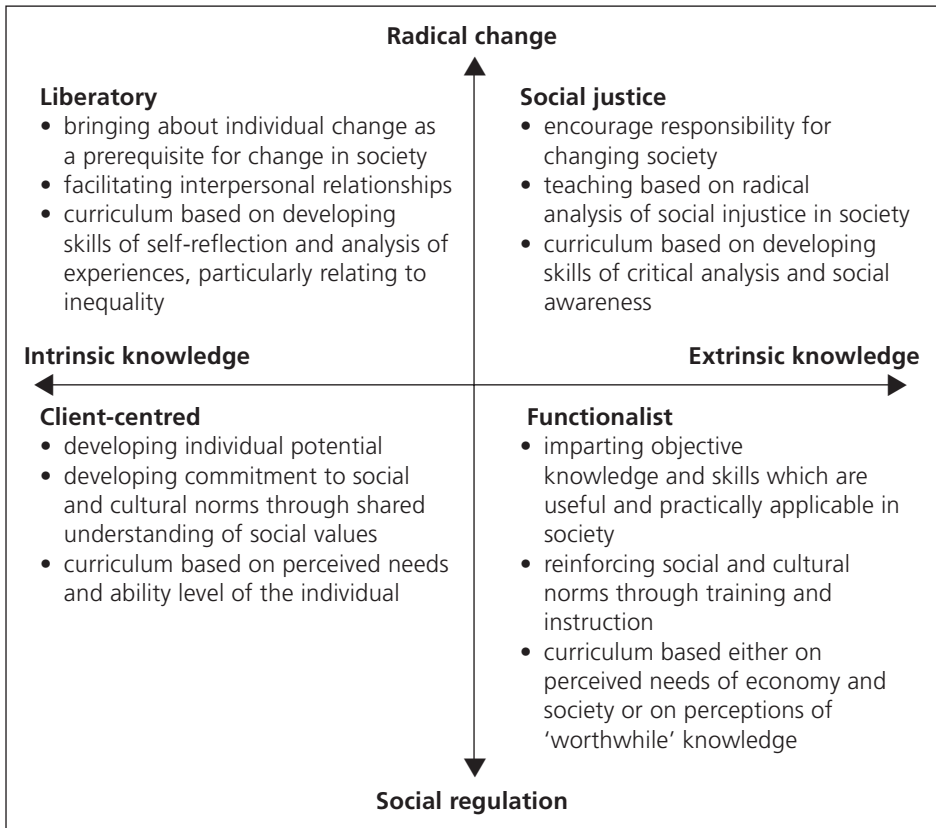 Radical change
Liberatory
• bringing about individual change as
a prerequisite for change in society
• facilitating interpersonal relationships
• curriculum based on developing
skills of self-reflection and analysis of
experiences, particularly relating to
inequality
Social justice
• encourage responsibility for
changing society
• teaching based on radical
analysis of social injustice in society
• curriculum based on developing
skills of critical analysis and social
awareness
Intrinsic knowledge
Extrinsic knowledge
Client-centred
• developing individual potential
• developing commitment to social
and cultural norms through shared
understanding of social values
• curriculum based on perceived needs
and ability level of the individual
Functionalist
• imparting objective
knowledge and skills which are
useful and practically applicable in
society
• reinforcing social and cultural
norms through training and
instruction
• curriculum based either on
perceived needs of economy and
society or on perceptions of
‘worthwhile’ knowledge
Social regulation